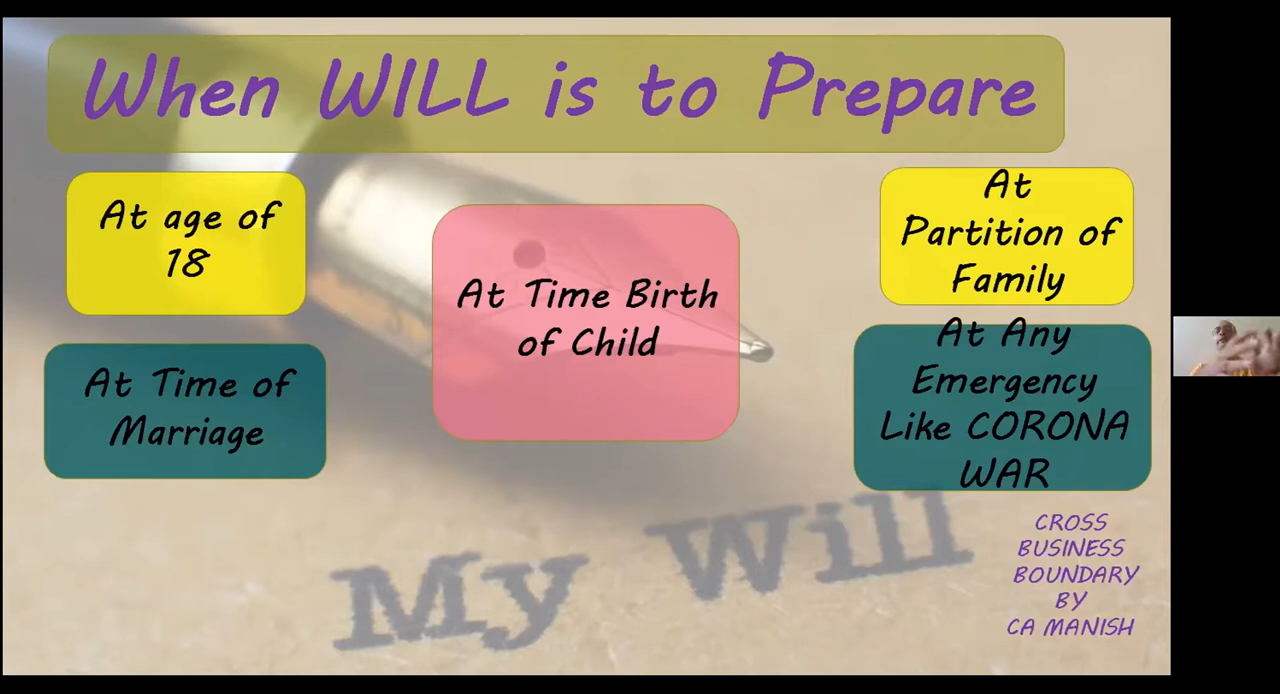 When WILL is to Prepare
At age of
18
At Time of
Marriage
At Time Birth
of Child
At
Partition of
Family
At Any
Emergency
Like CORONA
WAR
My Will
CROSS
BUSINESS
BOUNDARY
BY
CA MANISH